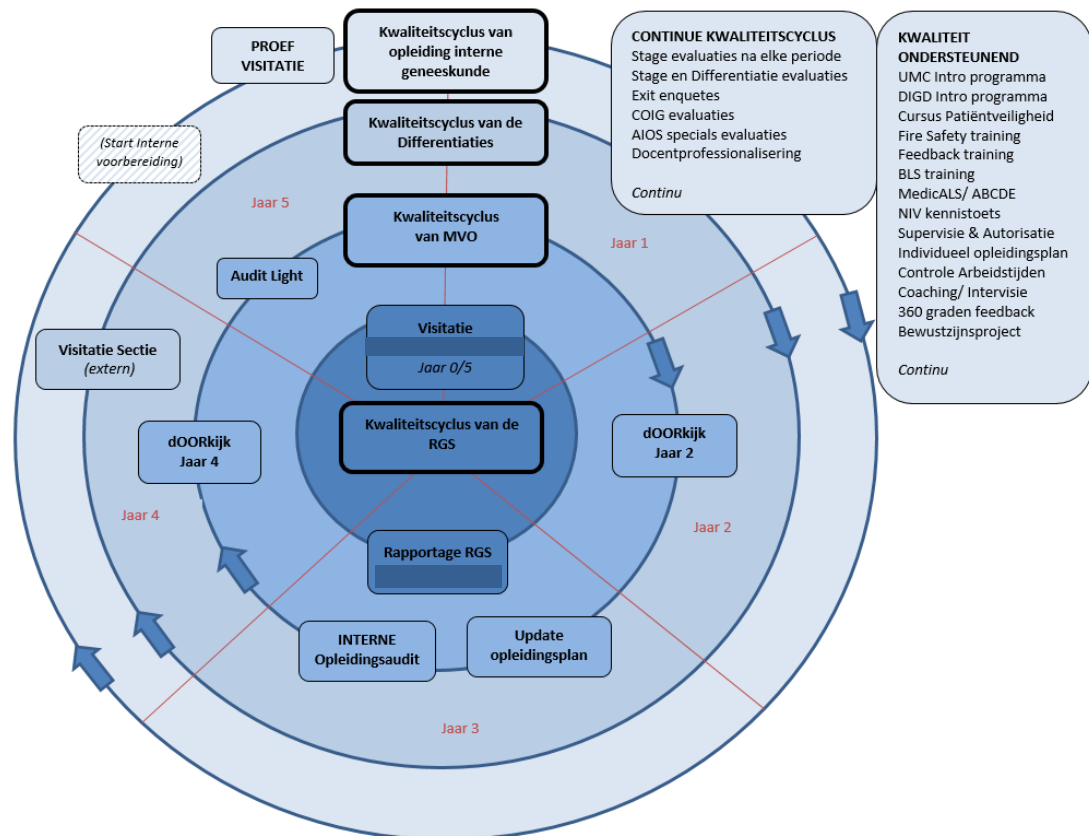 PROEF
VISITATIE
Kwaliteitscyclus van
opleiding interne
geneeskunde
Kwaliteitscyclus van de
Differentiaties
Kwaliteitscyclus
van MVO
(Start Interne
voorbereiding)
Jaar 5
Jaar 1
Audit Light
Visitatie
Jaar 0/5
Visitatie Sectie
(extern)
Kwaliteitscyclus van de
RGS
dOORkijk
Jaar 4
dOORkijk
Jaar 2
Jaar 4
Jaar 2
Rapportage RGS
INTERNE
Opleidingsaudit
Update
opleidingsplan
Jaar 3
CONTINUE KWALITEITSCYCLUS
Stage evaluaties na elke periode
Stage en Differentiatie evaluaties
Exit enquetes
COIG evaluaties
AIOS specials evaluaties
Docentprofessionalisering
Continu
KWALITEIT
ONDERSTEUNEND
UMC Intro programma
DIGD Intro programma
Cursus Patiëntveiligheid
Fire Safety training
Feedback training
BLS training
MedicALS/ ABCDE
NIV kennistoets
Supervisie & Autorisatie
Individueel opleidingsplan
Controle Arbeidstijden
Coaching/ Intervisie
360 graden feedback
Bewustzijnsproject
Continu